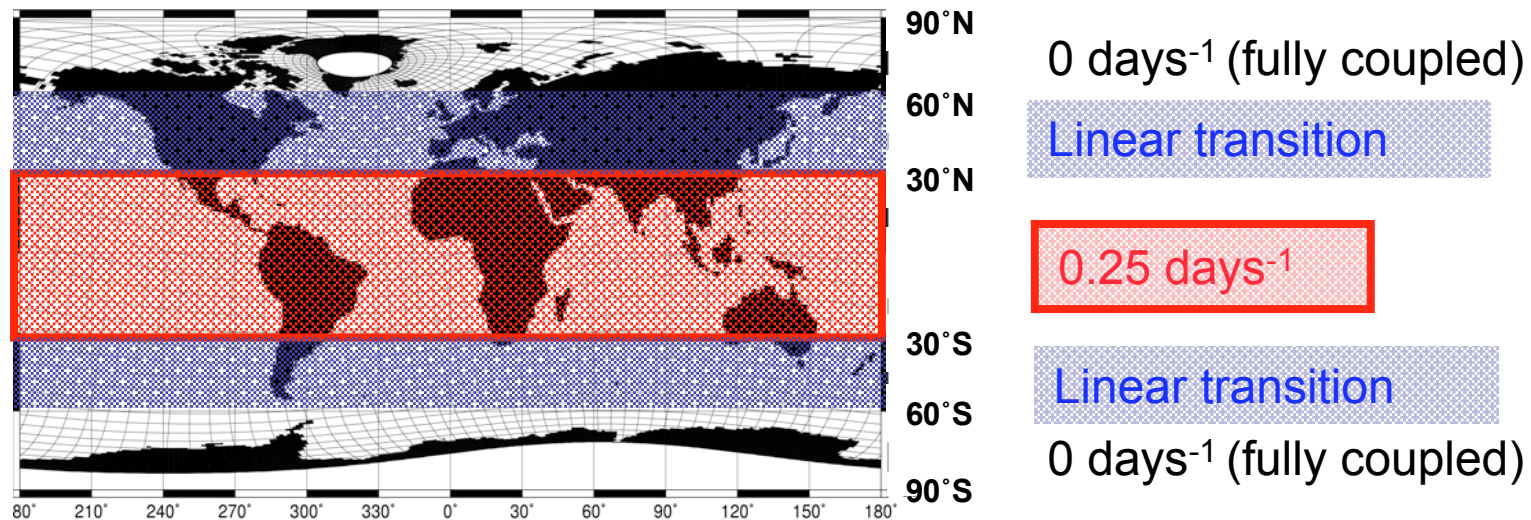 90˚N
0 days-1 (fully coupled)
60˚N
Linear transition
30˚N
0.25 days-1
30˚S
Linear transition
60˚S
0 days-1 (fully coupled)
90˚S
80˚ 210˚ 240˚ 270˚ 300˚ 330˚ 0˚ 30˚ 60˚ 90˚ 120˚ 150˚ 180˚